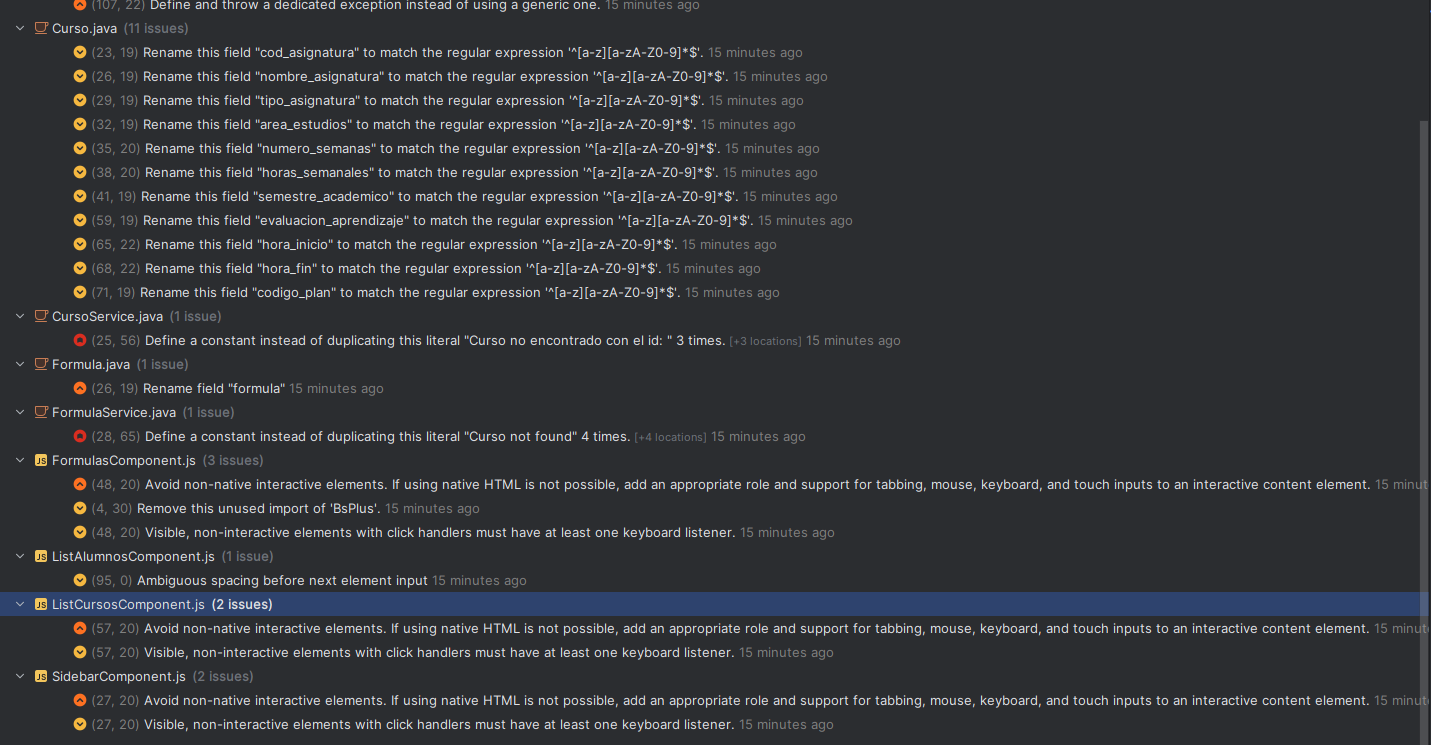 (107, 22) Define and throw a dedicated exception instead of using a generic one. 15 minutes ago
Curso.java (11 issues)
(23, 19) Rename this field "cod_asignatura" to match the regular expression '^[a-z][a-zA-Z0-9]*$'. 15 minutes ago
(26, 19) Rename this field "nombre_asignatura" to match the regular expression '^[a-z][a-zA-Z0-9]*$'. 15 minutes ago
(29, 19) Rename this field "tipo_asignatura" to match the regular expression '^[a-z][a-zA-Z0-9]*$'. 15 minutes ago
(32, 19) Rename this field "area_estudios" to match the regular expression '^[a-z][a-zA-Z0-9]*$'. 15 minutes ago
(35, 20) Rename this field "numero_semanas" to match the regular expression '^[a-z][a-zA-Z0-9]*$'. 15 minutes ago
(38, 20) Rename this field "horas_semanales" to match the regular expression '^[a-z][a-zA-Z0-9]*$'. 15 minutes ago
(41, 19) Rename this field "semestre_academico" to match the regular expression '^[a-z][a-zA-Z0-9]*$'. 15 minutes ago
(59, 19) Rename this field "evaluacion_aprendizaje" to match the regular expression '^[a-z][a-zA-Z0-9]*$'. 15 minutes ago
(65, 22) Rename this field "hora_inicio" to match the regular expression '^[a-z][a-zA-Z0-9]*$'. 15 minutes ago
(68, 22) Rename this field "hora_fin" to match the regular expression '^[a-z][a-zA-Z0-9]*$'. 15 minutes ago
(71, 19) Rename this field "codigo_plan" to match the regular expression '^[a-z][a-zA-Z0-9]*$'. 15 minutes ago
CursoService.java (1 issue)
(25, 56) Define a constant instead of duplicating this literal "Curso no encontrado con el id: " 3 times. [+3 locations] 15 minutes ago
Formula.java (1 issue)
(26, 19) Rename field "formula" 15 minutes ago
FormulaService.java (1 issue)
(28, 65) Define a constant instead of duplicating this literal "Curso not found" 4 times. [+4 locations] 15 minutes ago
JS FormulasComponent.js (3 issues)
(48, 20) Avoid non-native interactive elements. If using native HTML is not possible, add an appropriate role and support for tabbing, mouse, keyboard, and touch inputs to an interactive content element. 15 minut
(4, 30) Remove this unused import of 'BsPlus'. 15 minutes ago
(48, 20) Visible, non-interactive elements with click handlers must have at least one keyboard listener. 15 minutes ago
JS ListAlumnosComponent.js (1 issue)
(95, 0) Ambiguous spacing before next element input 15 minutes ago
JS ListCursosComponent.js (2 issues)
(57, 20) Avoid non-native interactive elements. If using native HTML is not possible, add an appropriate role and support for tabbing, mouse, keyboard, and touch inputs to an interactive content element. 15 minut
(57, 20) Visible, non-interactive elements with click handlers must have at least one keyboard listener. 15 minutes ago
JS SidebarComponent.js (2 issues)
(27, 20) Avoid non-native interactive elements. If using native HTML is not possible, add an appropriate role and support for tabbing, mouse, keyboard, and touch inputs to an interactive content element. 15 minut
(27, 20) Visible, non-interactive elements with click handlers must have at least one keyboard listener. 15 minutes ago